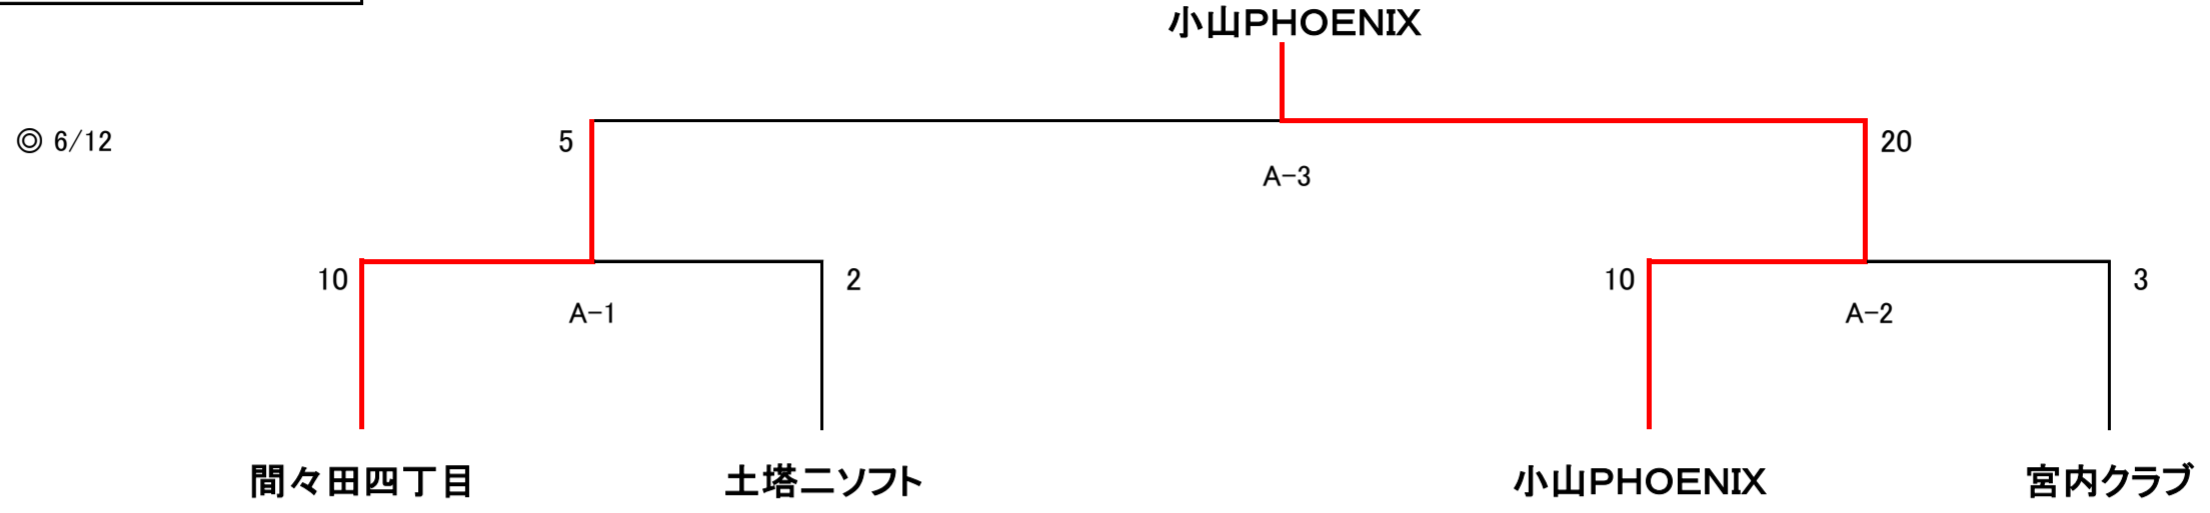 小山PHOENIX
◎ 6/12
5
20
A-3
10
2
10
3
A-1
A-2
間々田四丁目
土塔二ソフト
小山PHOENIX
宮内クラブ